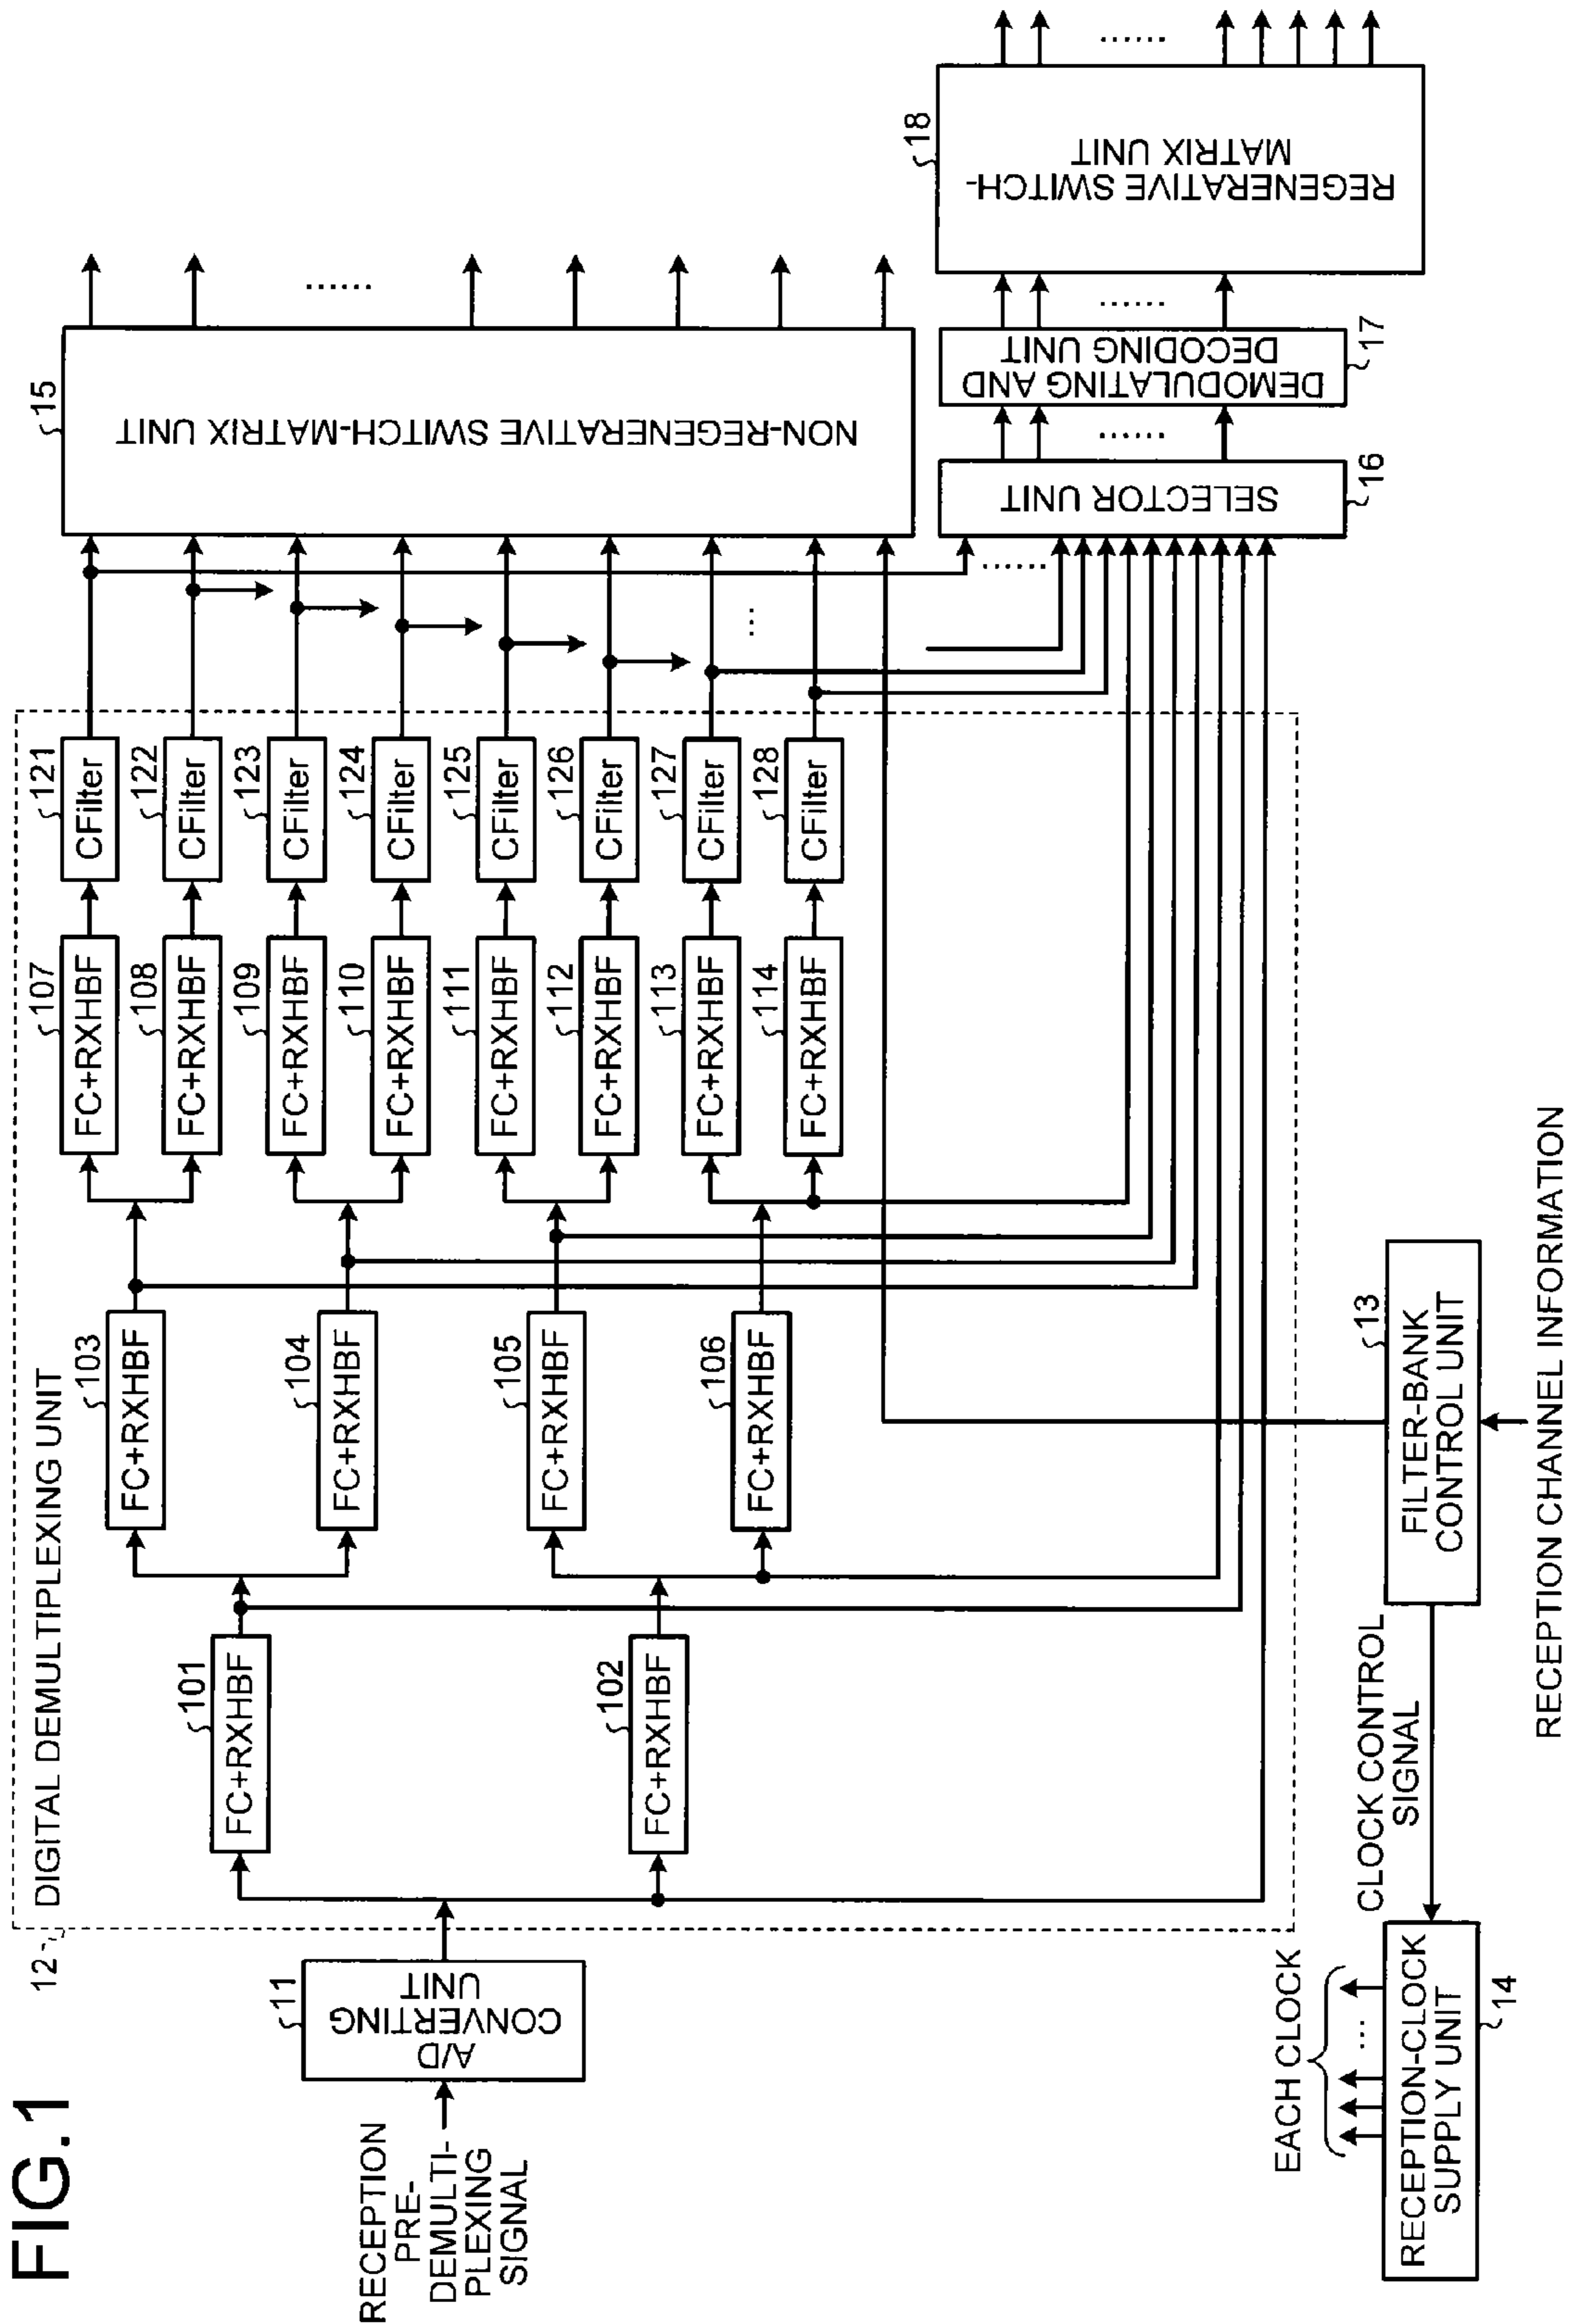 FIG.1
12
DIGITAL DEMULTIPLEXING UNIT
RECEPTION
PRE-
DEMULTI-
PLEXING
SIGNAL
11
A/D
CONVERTING
UNIT
101
FC+RXHBF
102
FC+RXHBF
103
FC+RXHBF
104
FC+RXHBF
105
FC+RXHBF
106
FC+RXHBF
107
FC+RXHBF
108
FC+RXHBF
109
FC+RXHBF
110
FC+RXHBF
111
FC+RXHBF
112
FC+RXHBF
113
FC+RXHBF
114
FC+RXHBF
121
CFilter
122
CFilter
123
CFilter
124
CFilter
125
CFilter
126
CFilter
127
CFilter
128
CFilter
15
NON-REGENERATIVE SWITCH-MATRIX UNIT
......
......
...
SELECTOR UNIT
16
......
DEMODULATING AND
DECODING UNIT
17
......
18
REGENERATIVE SWITCH-
MATRIX UNIT
......
13
FILTER-BANK
CONTROL UNIT
RECEPTION CHANNEL INFORMATION
CLOCK CONTROL
SIGNAL
EACH CLOCK
...
RECEPTION-CLOCK
SUPPLY UNIT
14